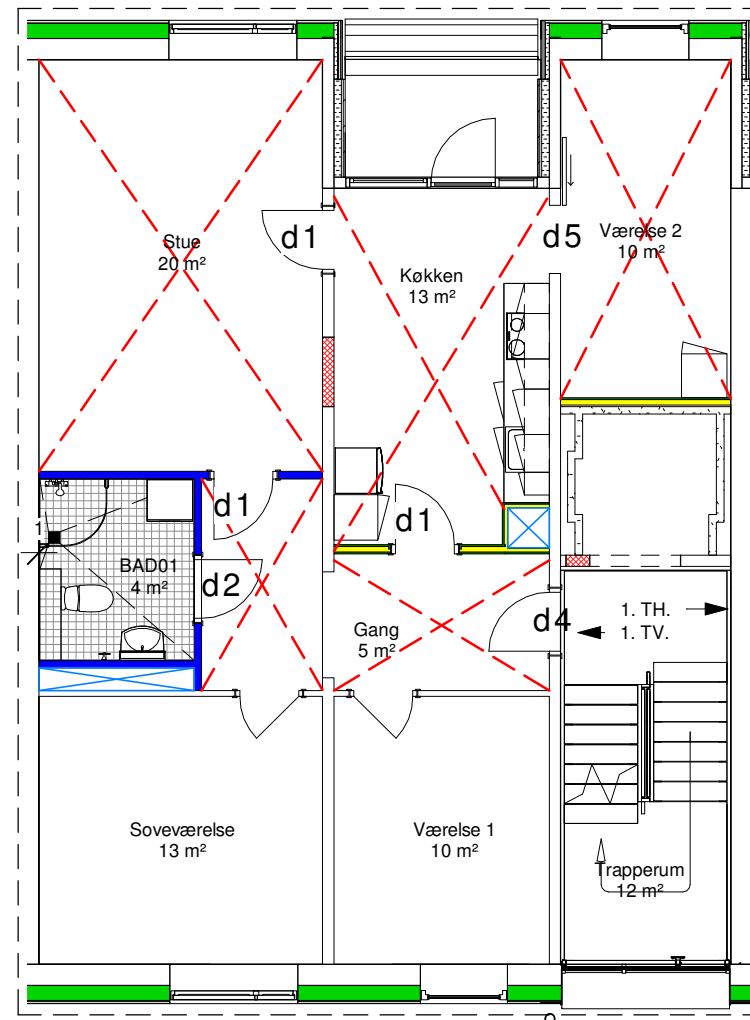 Stue
20 m²
d1
d5
Værelse 2
10 m²
Køkken
13 m²
d1
d1
1
BAD01
4 m²
d2
Gang
5 m²
d4
1. TH.
1. TV.
Soveværelse
13 m²
Værelse 1
10 m²
Trapperum
12 m²